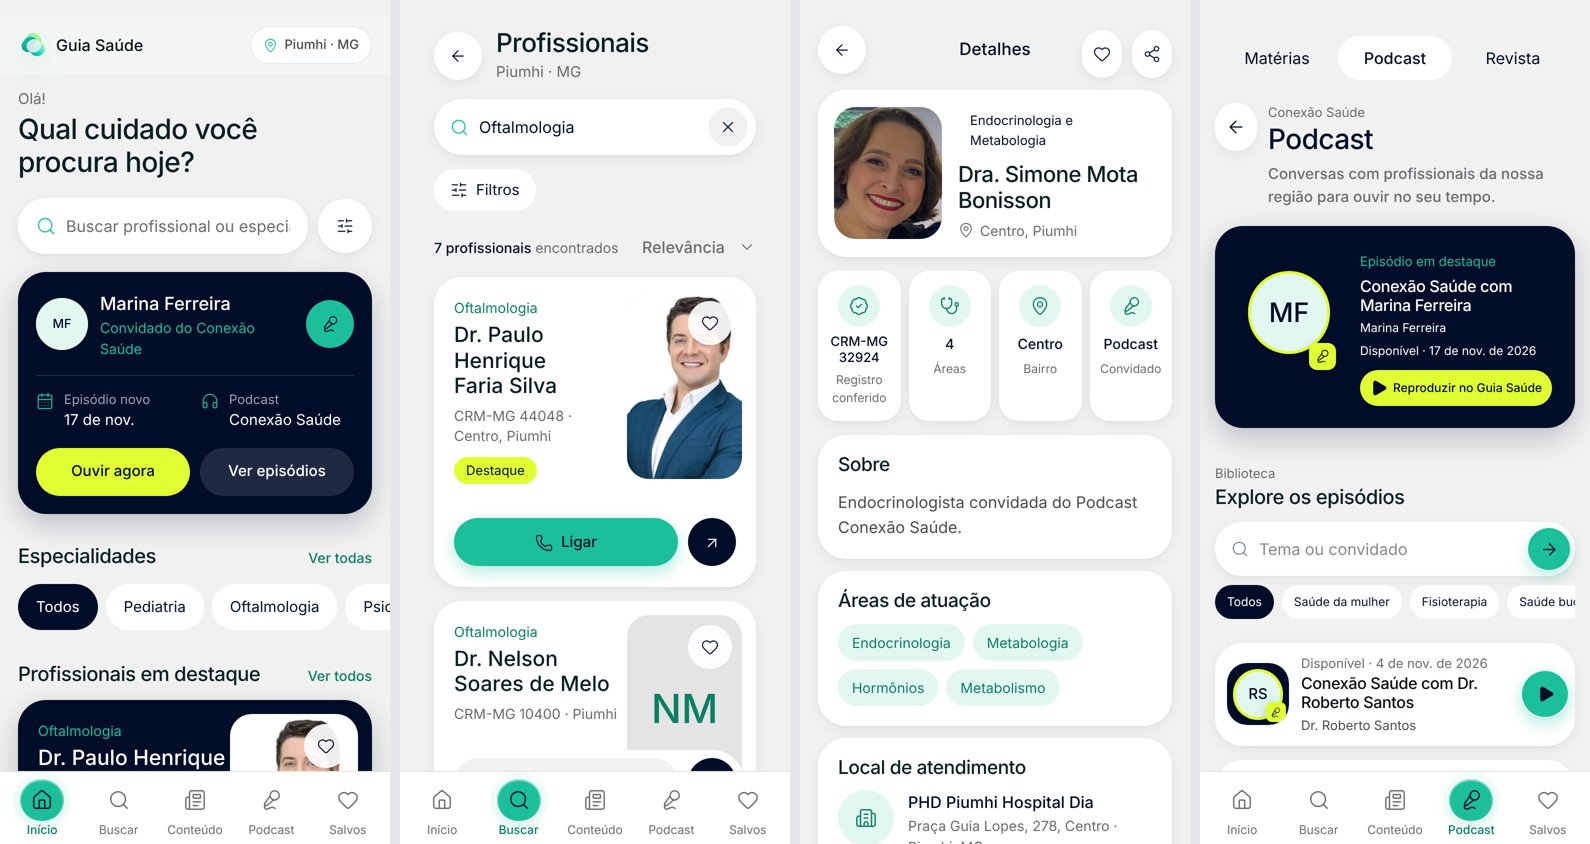 Guia Saúde
Piumhi · MG
Olá!
Qual cuidado você
procura hoje?
Buscar profissional ou especi
MF
Marina Ferreira
Convidado do Conexão
Saúde
Episódio novo
17 de nov.
Podcast
Conexão Saúde
Ouvir agora
Ver episódios
Especialidades
Ver todas
Todos
Pediatria
Oftalmologia
Psic
Profissionais em destaque
Ver todos
Oftalmologia
Dr. Paulo Henrique
Início
Buscar
Conteúdo
Podcast
Salvos
Profissionais
Piumhi · MG
Oftalmologia
Filtros
7 profissionais encontrados
Relevância
Oftalmologia
Dr. Paulo
Henrique
Faria Silva
CRM-MG 44048 ·
Centro, Piumhi
Destaque
Ligar
Oftalmologia
Dr. Nelson
Soares de Melo
CRM-MG 10400 · Piumhi
NM
Início
Buscar
Conteúdo
Podcast
Salvos
Detalhes
Endocrinologia e
Metabologia
Dra. Simone Mota
Bonisson
Centro, Piumhi
CRM-MG
32924
Registro
conferido
4
Áreas
Centro
Bairro
Podcast
Convidado
Sobre
Endocrinologista convidada do Podcast
Conexão Saúde.
Áreas de atuação
Endocrinologia
Metabologia
Hormônios
Metabolismo
Local de atendimento
PHD Piumhi Hospital Dia
Praça Guia Lopes, 278, Centro ·
Matérias
Podcast
Revista
Conexão Saúde
Podcast
Conversas com profissionais da nossa
região para ouvir no seu tempo.
MF
Episódio em destaque
Conexão Saúde com
Marina Ferreira
Marina Ferreira
Disponível · 17 de nov. de 2026
Reproduzir no Guia Saúde
Biblioteca
Explore os episódios
Tema ou convidado
Todos
Saúde da mulher
Fisioterapia
Saúde buc
RS
Disponível · 4 de nov. de 2026
Conexão Saúde com Dr.
Roberto Santos
Dr. Roberto Santos
Início
Buscar
Conteúdo
Podcast
Salvos